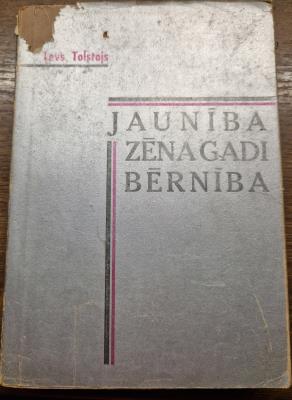 Ļevs Tolstojs
JAUNĪBA
ZĒNA GADI
BĒRNĪBA